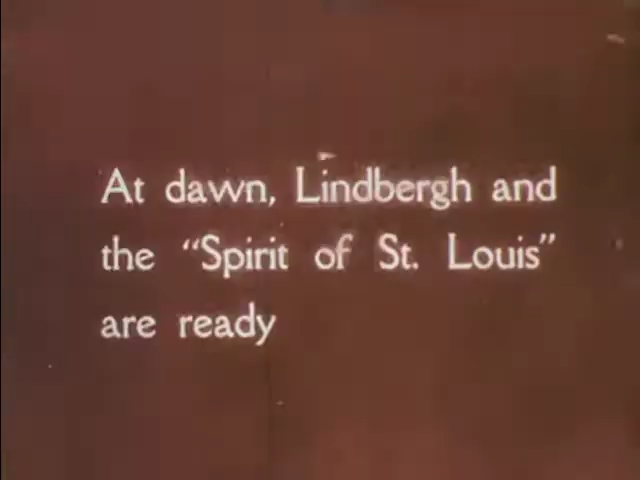 At dawn, Lindbergh and
the “Spirit of St. Louis”
are ready